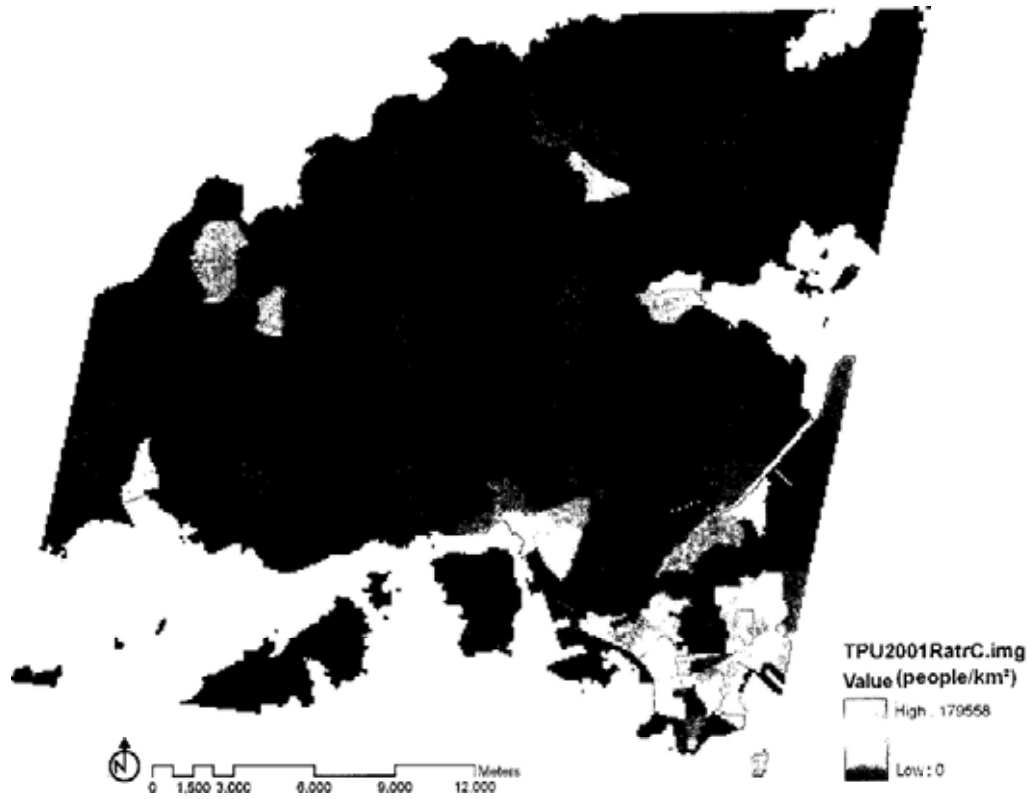 TPU2001RatrC.img
Value (people/km²)
High : 179558
Low : 0
N
Meters
0 1,500 3,000 6,000 9,000 12,000